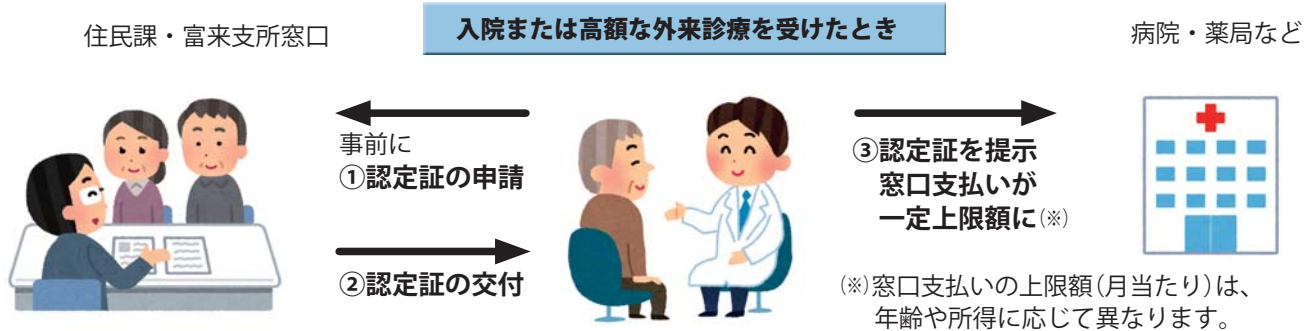 入院または高額な外来診療を受けたとき
住民課・富来支所窓口
病院・薬局など
事前に
①認定証の申請
②認定証の交付
③認定証を提示
窓口支払いが
一定上限額に(※)
(※)窓口支払いの上限額(月当たり)は、
年齢や所得に応じて異なります。